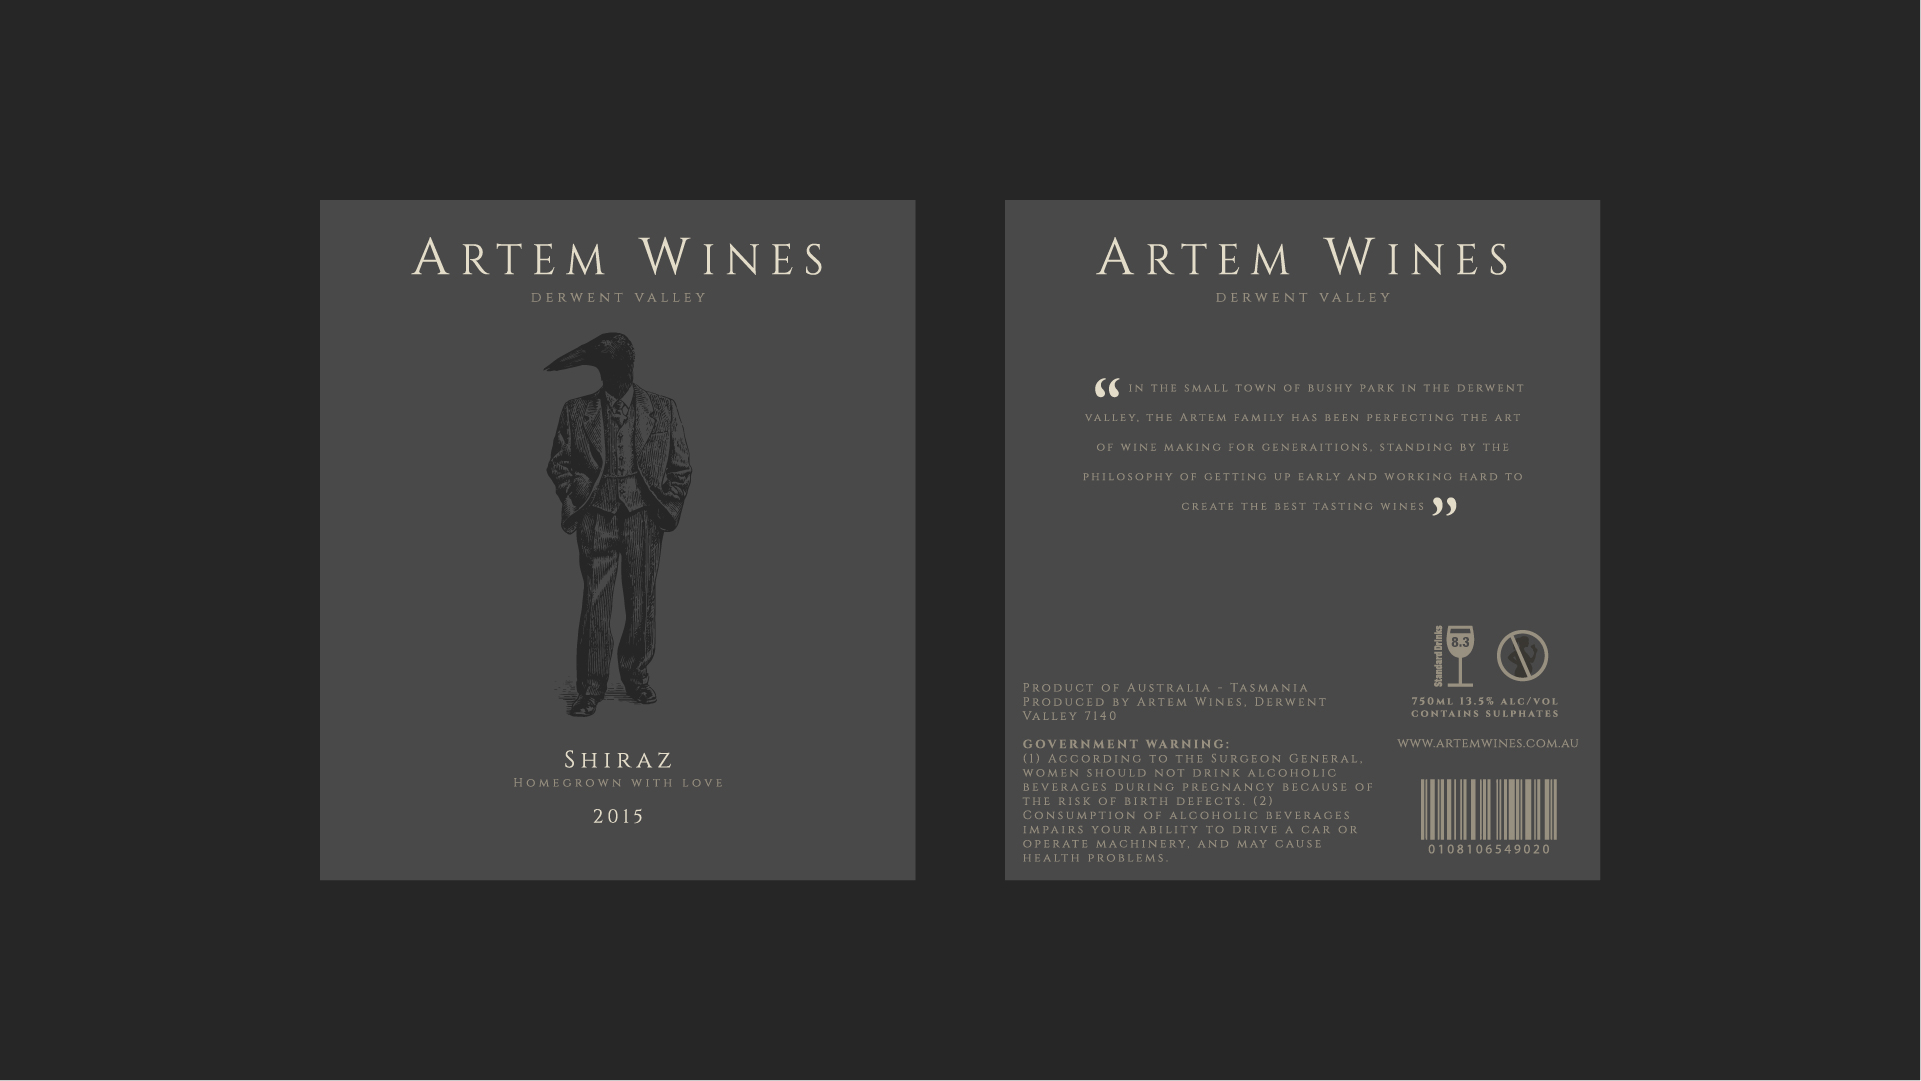 ARTEM WINES
DERWENT VALLEY
SHIRAZ
HOMEGROWN WITH LOVE
2015
ARTEM WINES
DERWENT VALLEY
“ IN THE SMALL TOWN OF BUSHY PARK IN THE DERWENT
VALLEY, THE ARTEM FAMILY HAS BEEN PERFECTING THE ART
OF WINE MAKING FOR GENERAITIONS, STANDING BY THE
PHILOSOPHY OF GETTING UP EARLY AND WORKING HARD TO
CREATE THE BEST TASTING WINES ”
PRODUCT OF AUSTRALIA - TASMANIA
PRODUCED BY ARTEM WINES, DERWENT
VALLEY 7140
GOVERNMENT WARNING:
(1) ACCORDING TO THE SURGEON GENERAL,
WOMEN SHOULD NOT DRINK ALCOHOLIC
BEVERAGES DURING PREGNANCY BECAUSE OF
THE RISK OF BIRTH DEFECTS. (2)
CONSUMPTION OF ALCOHOLIC BEVERAGES
IMPAIRS YOUR ABILITY TO DRIVE A CAR OR
OPERATE MACHINERY, AND MAY CAUSE
HEALTH PROBLEMS.
Standard Drinks
8.3
750ML 13.5% ALC/VOL
CONTAINS SULPHATES
WWW.ARTEMWINES.COM.AU
0108106549020